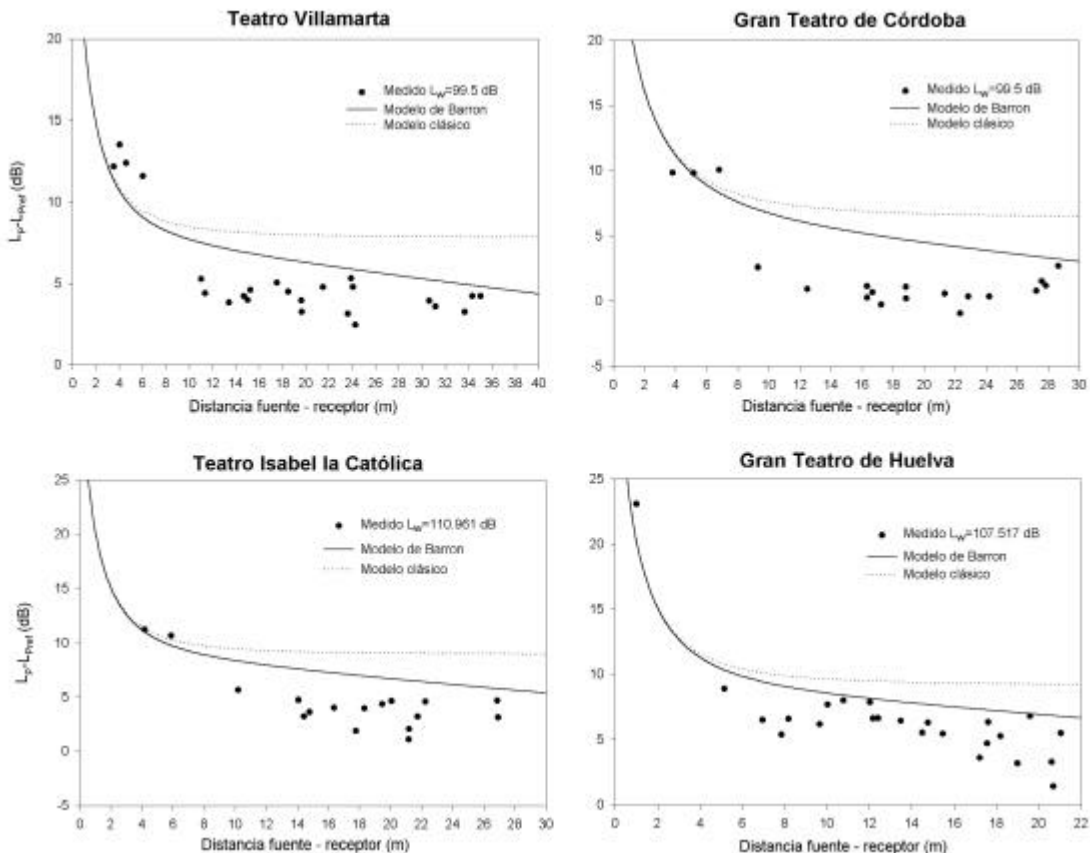 Teatro Villamarta
20
15
10
5
0
Lp-LPref (dB)
Medido LW=99.5 dB
Modelo de Barron
Modelo clásico
0 2 4 6 8 10 12 14 16 18 20 22 24 26 28 30 32 34 36 38 40
Distancia fuente - receptor (m)
Gran Teatro de Córdoba
20
15
10
5
0
-5
Medido LW=99.5 dB
Modelo de Barron
Modelo clásico
0 2 4 6 8 10 12 14 16 18 20 22 24 26 28 30
Distancia fuente - receptor (m)
Teatro Isabel la Católica
25
20
15
10
5
0
-5
Lp-LPref (dB)
Medido LW=110.961 dB
Modelo de Barron
Modelo clásico
0 2 4 6 8 10 12 14 16 18 20 22 24 26 28 30
Distancia fuente - receptor (m)
Gran Teatro de Huelva
25
20
15
10
5
0
Medido LW=107.517 dB
Modelo de Barron
Modelo clásico
0 2 4 6 8 10 12 14 16 18 20 22
Distancia fuente - receptor (m)